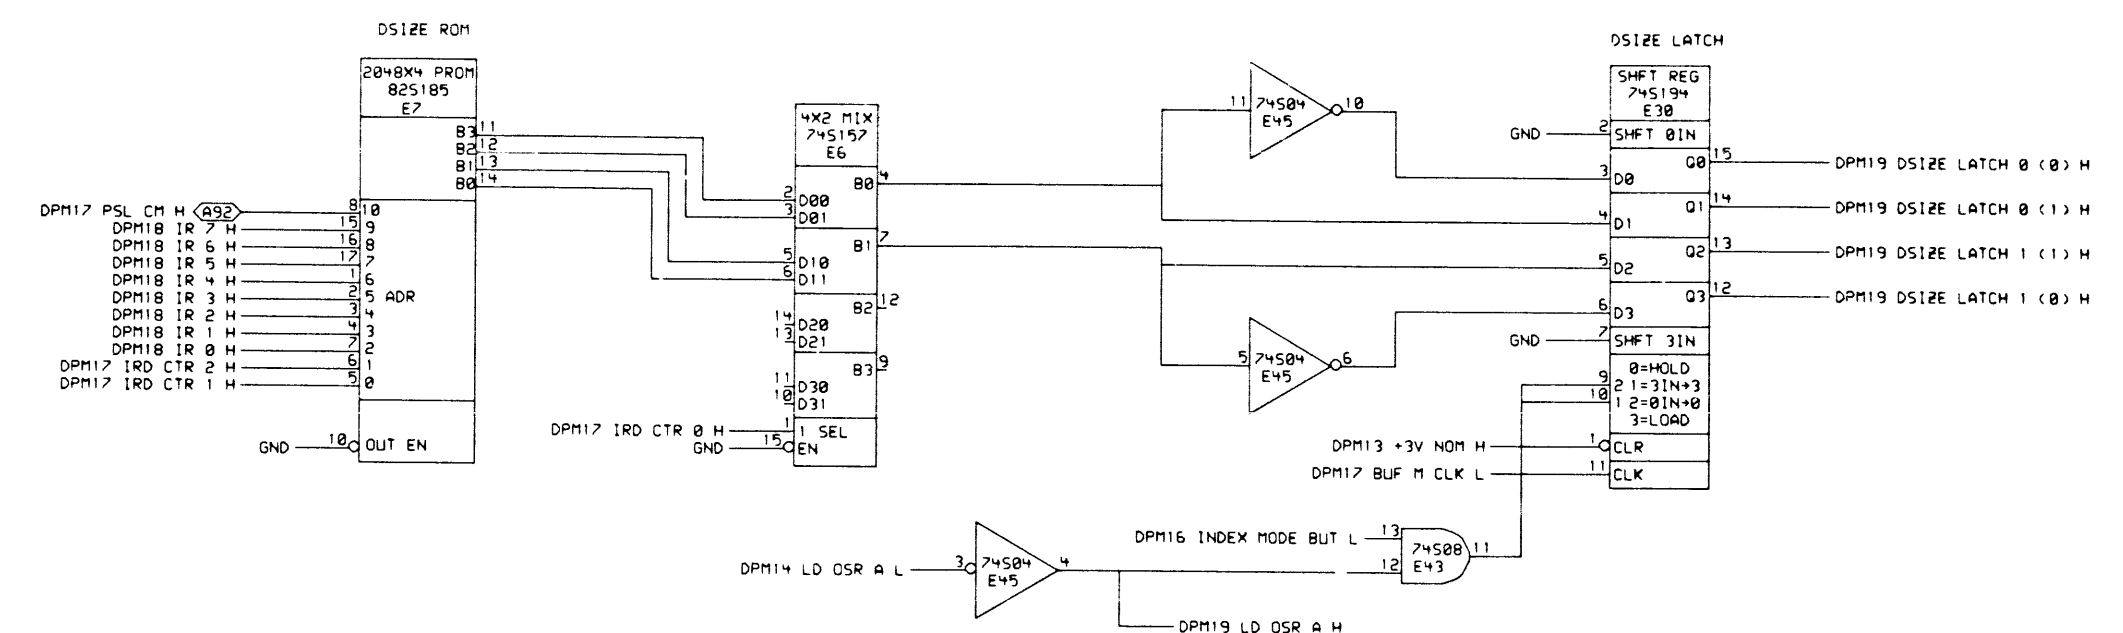 DSIZE ROM
2048X4 PROM
82S185
E7
B3 11
B2 12
B1 13
B0 14
DPM17 PSL CM H A92 8 10
DPM18 IR 7 H 15 9
DPM18 IR 6 H 16 8
DPM18 IR 5 H 17 7
DPM18 IR 4 H 1 6
DPM18 IR 3 H 2 5 ADR
DPM18 IR 2 H 3 4
DPM18 IR 1 H 4 3
DPM18 IR 0 H 7 2
DPM17 IRD CTR 2 H 6 1
DPM17 IRD CTR 1 H 5 0
GND 10 OUT EN
4X2 MIX
74S157
E6
B0 4
2 D00
3 D01
B1 7
5 D10
6 D11
B2 12
14 D20
13 D21
B3 9
11 D30
10 D31
DPM17 IRD CTR 0 H 1 1 SEL
GND 15 EN
11 74S04 10
E45
5 74S04 6
E45
DSIZE LATCH
SHFT REG
74S194
E30
GND 2 SHFT 0IN
Q0 15 DPM19 DSIZE LATCH 0 (0) H
3 D0
Q1 14 DPM19 DSIZE LATCH 0 (1) H
4 D1
Q2 13 DPM19 DSIZE LATCH 1 (1) H
5 D2
Q3 12 DPM19 DSIZE LATCH 1 (0) H
6 D3
GND 7 SHFT 3IN
0=HOLD
9 2 1=3IN→3
10 1 2=0IN→0
3=LOAD
DPM13 +3V NOM H 1 CLR
DPM17 BUF M CLK L 11 CLK
DPM16 INDEX MODE BUT L 13
74S08 11
12 E43
DPM14 LD OSR A L 3 74S04 4
E45
DPM19 LD OSR A H